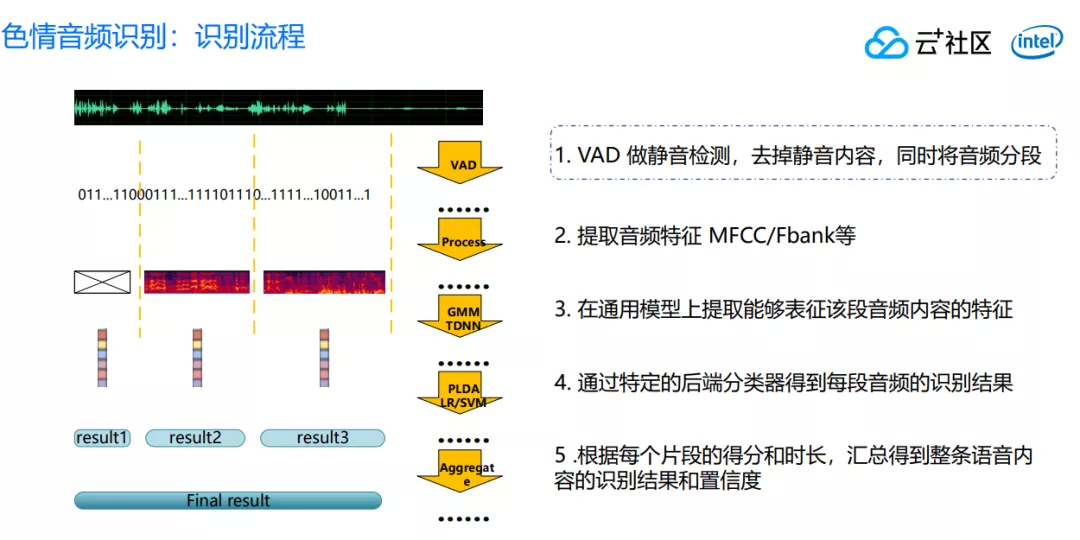 色情音频识别：识别流程
云+社区
intel
VAD
1. VAD 做静音检测，去掉静音内容，同时将音频分段
011...11000111...111101110...1111...10011...1
......
Process
2. 提取音频特征 MFCC/Fbank等
......
GMM
TDNN
3. 在通用模型上提取能够表征该段音频内容的特征
......
PLDA
LR/SVM
4. 通过特定的后端分类器得到每段音频的识别结果
result1
result2
result3
......
Aggregat
e
5 .根据每个片段的得分和时长，汇总得到整条语音内
容的识别结果和置信度
Final result
......